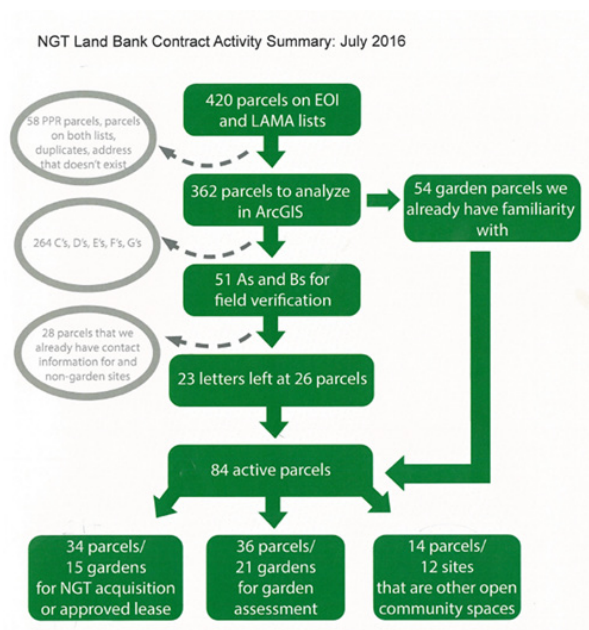 NGT Land Bank Contract Activity Summary: July 2016
420 parcels on EOI
and LAMA lists
58 PPR parcels, parcels
on both lists,
duplicates, address
that doesn't exist
362 parcels to analyze
in ArcGIS
54 garden parcels we
already have familiarity
with
264 C's, D's, E's, F's, G's
51 As and Bs for
field verification
28 parcels that we
already have contact
information for and
non-garden sites
23 letters left at 26 parcels
84 active parcels
34 parcels/
15 gardens
for NGT acquisition
or approved lease
36 parcels/
21 gardens
for garden
assessment
14 parcels/
12 sites
that are other open
community spaces